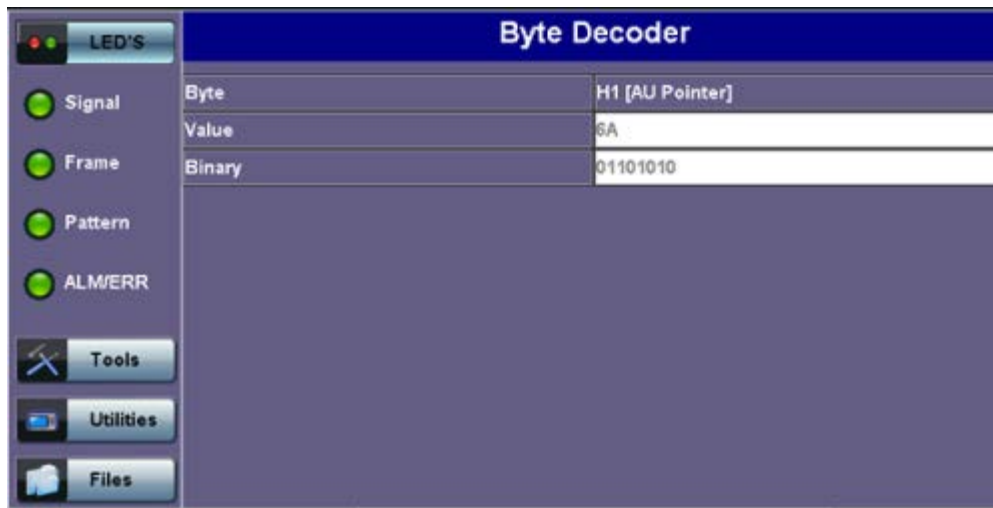 LED'S
Byte Decoder
Signal
Byte H1 [AU Pointer]
Value 6A
Frame
Binary 01101010
Pattern
ALM/ERR
Tools
Utilities
Files